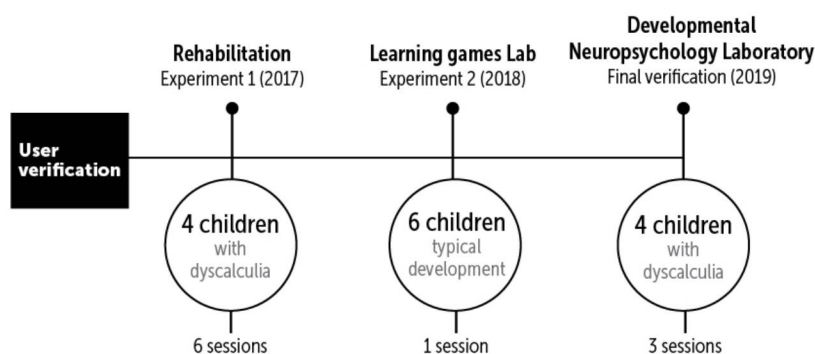 Rehabilitation
Experiment 1 (2017)
Learning games Lab
Experiment 2 (2018)
Developmental
Neuropsychology Laboratory
Final verification (2019)
User
verification
4 children
with
dyscalculia
6 children
typical
development
4 children
with
dyscalculia
6 sessions
1 session
3 sessions